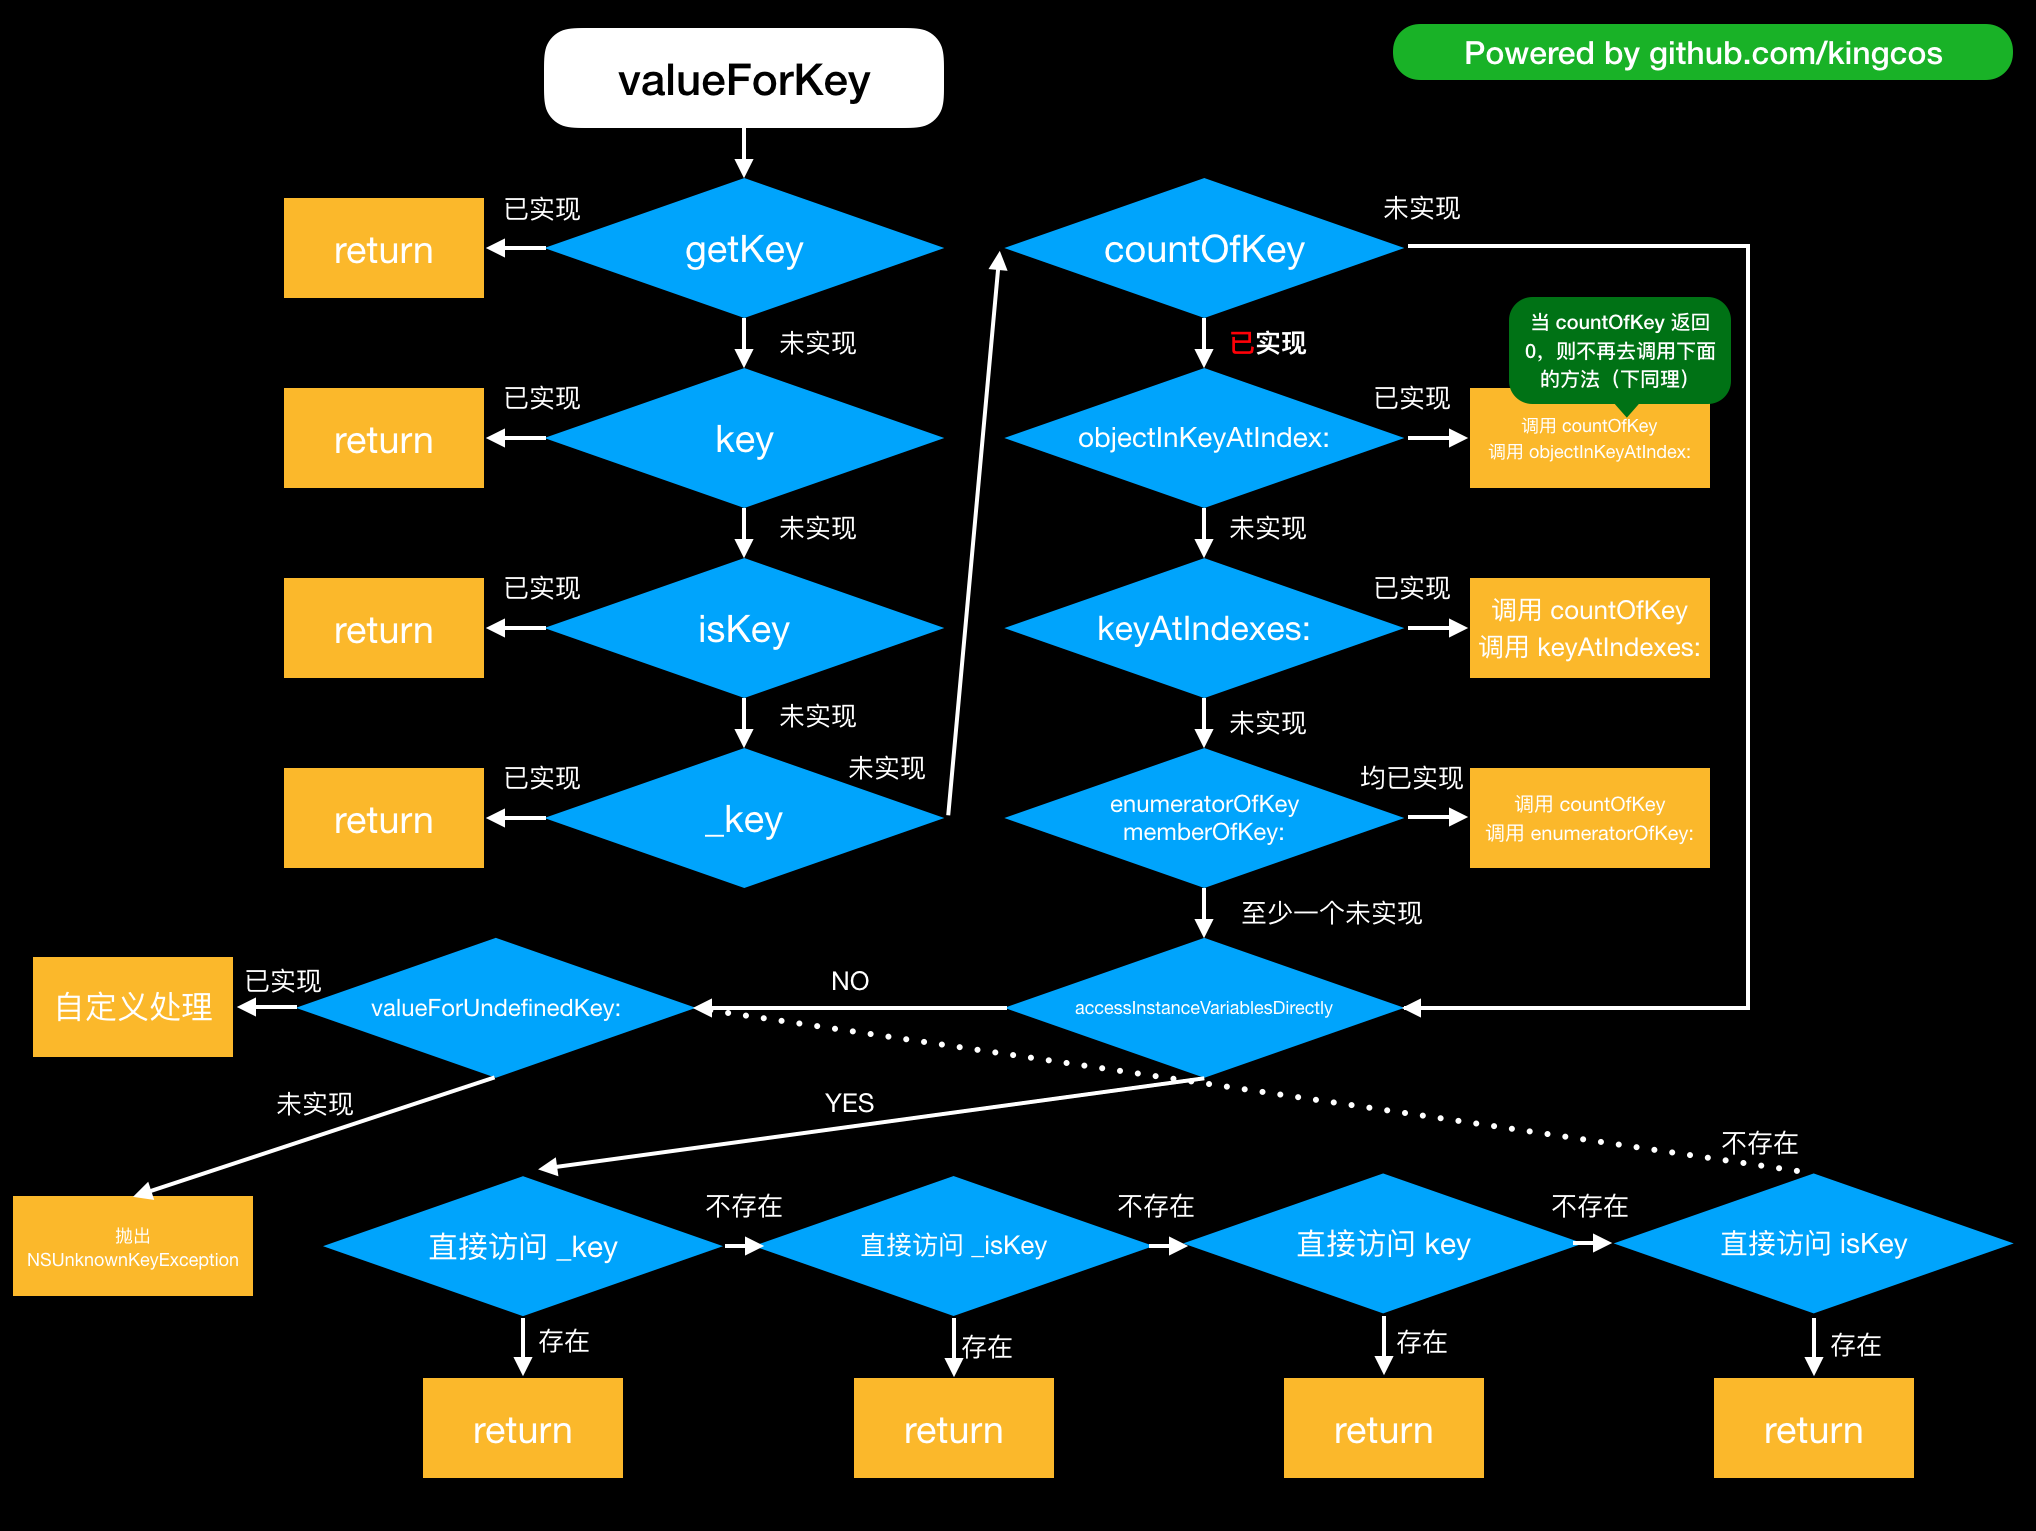 valueForKey
Powered by github.com/kingcos
return
已实现
getKey
countOfKey
未实现
未实现
已实现
当 countOfKey 返回
0，则不再去调用下面
的方法（下同理）
return
已实现
key
objectInKeyAtIndex:
已实现
调用 countOfKey
调用 objectInKeyAtIndex:
未实现
未实现
return
已实现
isKey
keyAtIndexes:
已实现
调用 countOfKey
调用 keyAtIndexes:
未实现
未实现
return
已实现
_key
未实现
enumeratorOfKey
memberOfKey:
均已实现
调用 countOfKey
调用 enumeratorOfKey:
至少一个未实现
自定义处理
已实现
valueForUndefinedKey:
NO
accessInstanceVariablesDirectly
未实现
YES
不存在
抛出
NSUnknownKeyException
直接访问 _key
不存在
直接访问 _isKey
不存在
直接访问 key
不存在
直接访问 isKey
存在
存在
存在
存在
return
return
return
return